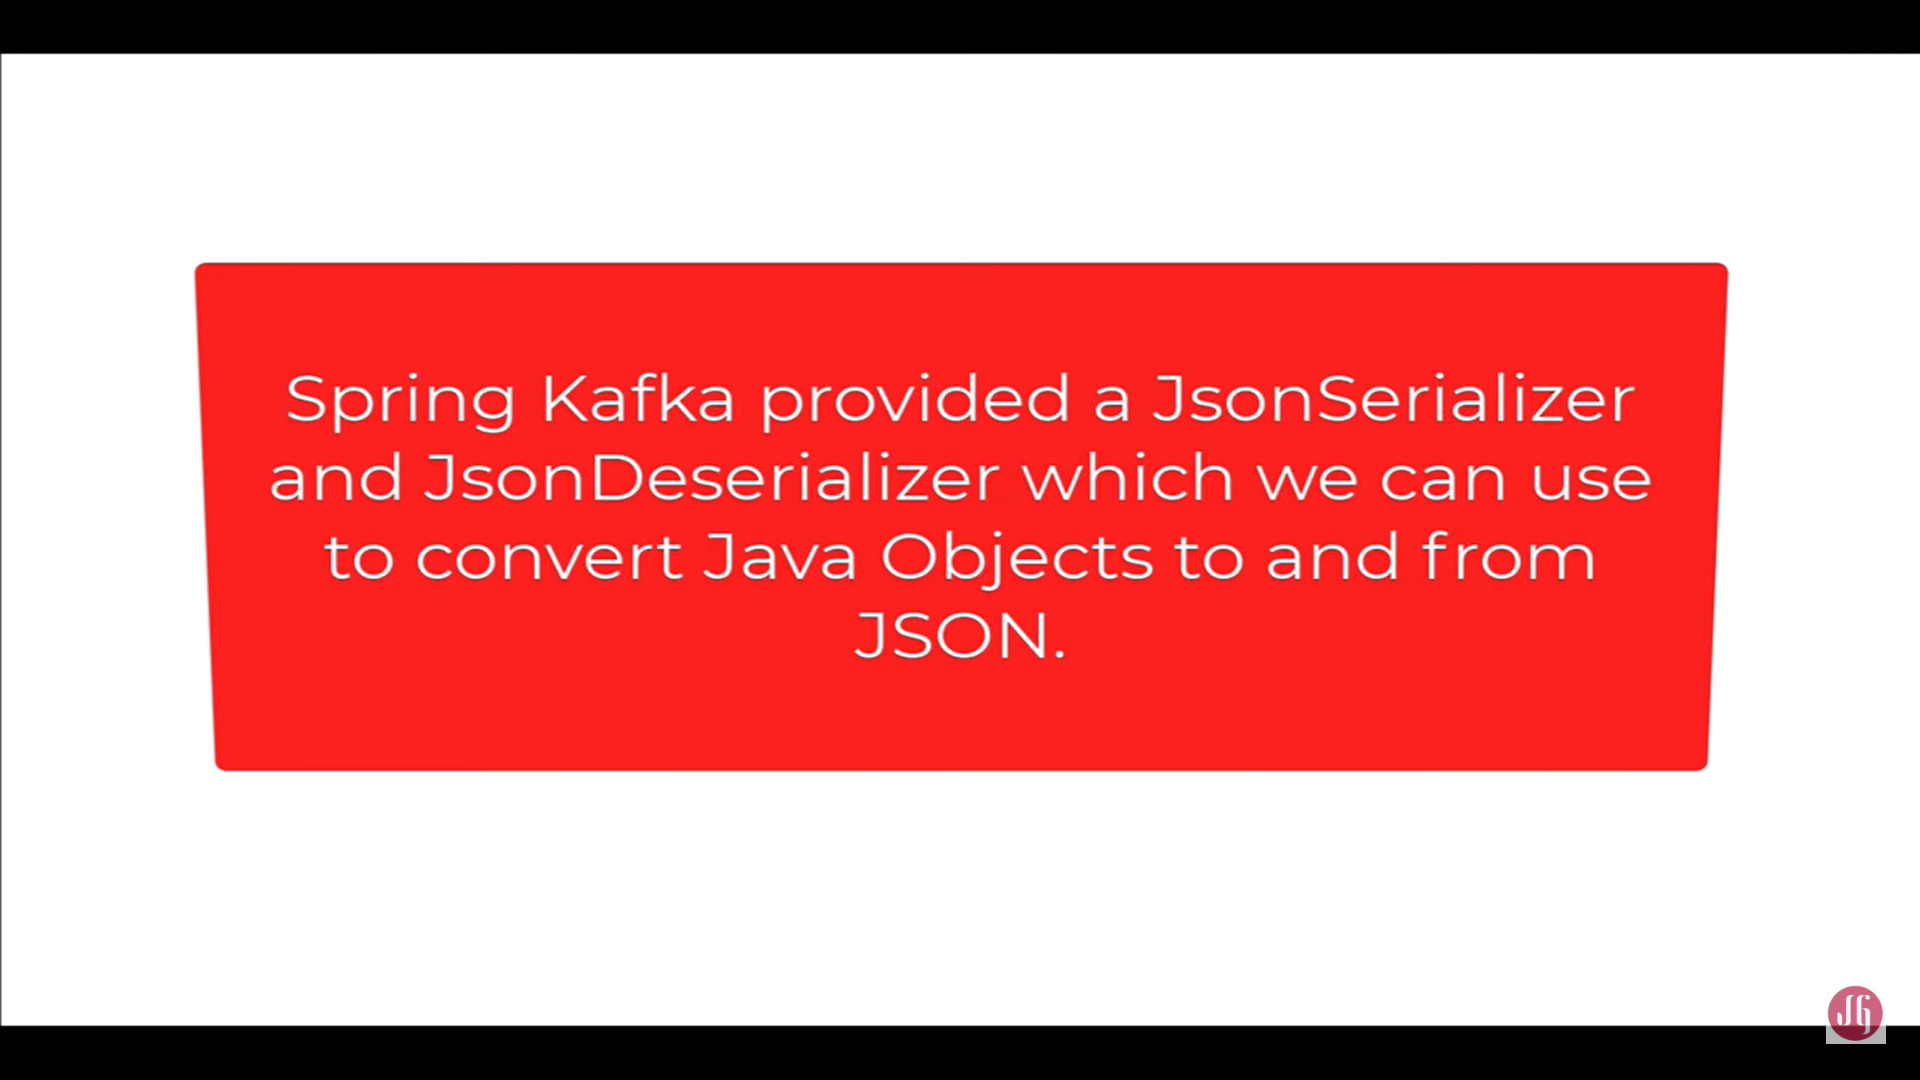 Spring Kafka provided a JsonSerializer
and JsonDeserializer which we can use
to convert Java Objects to and from
JSON.
JG